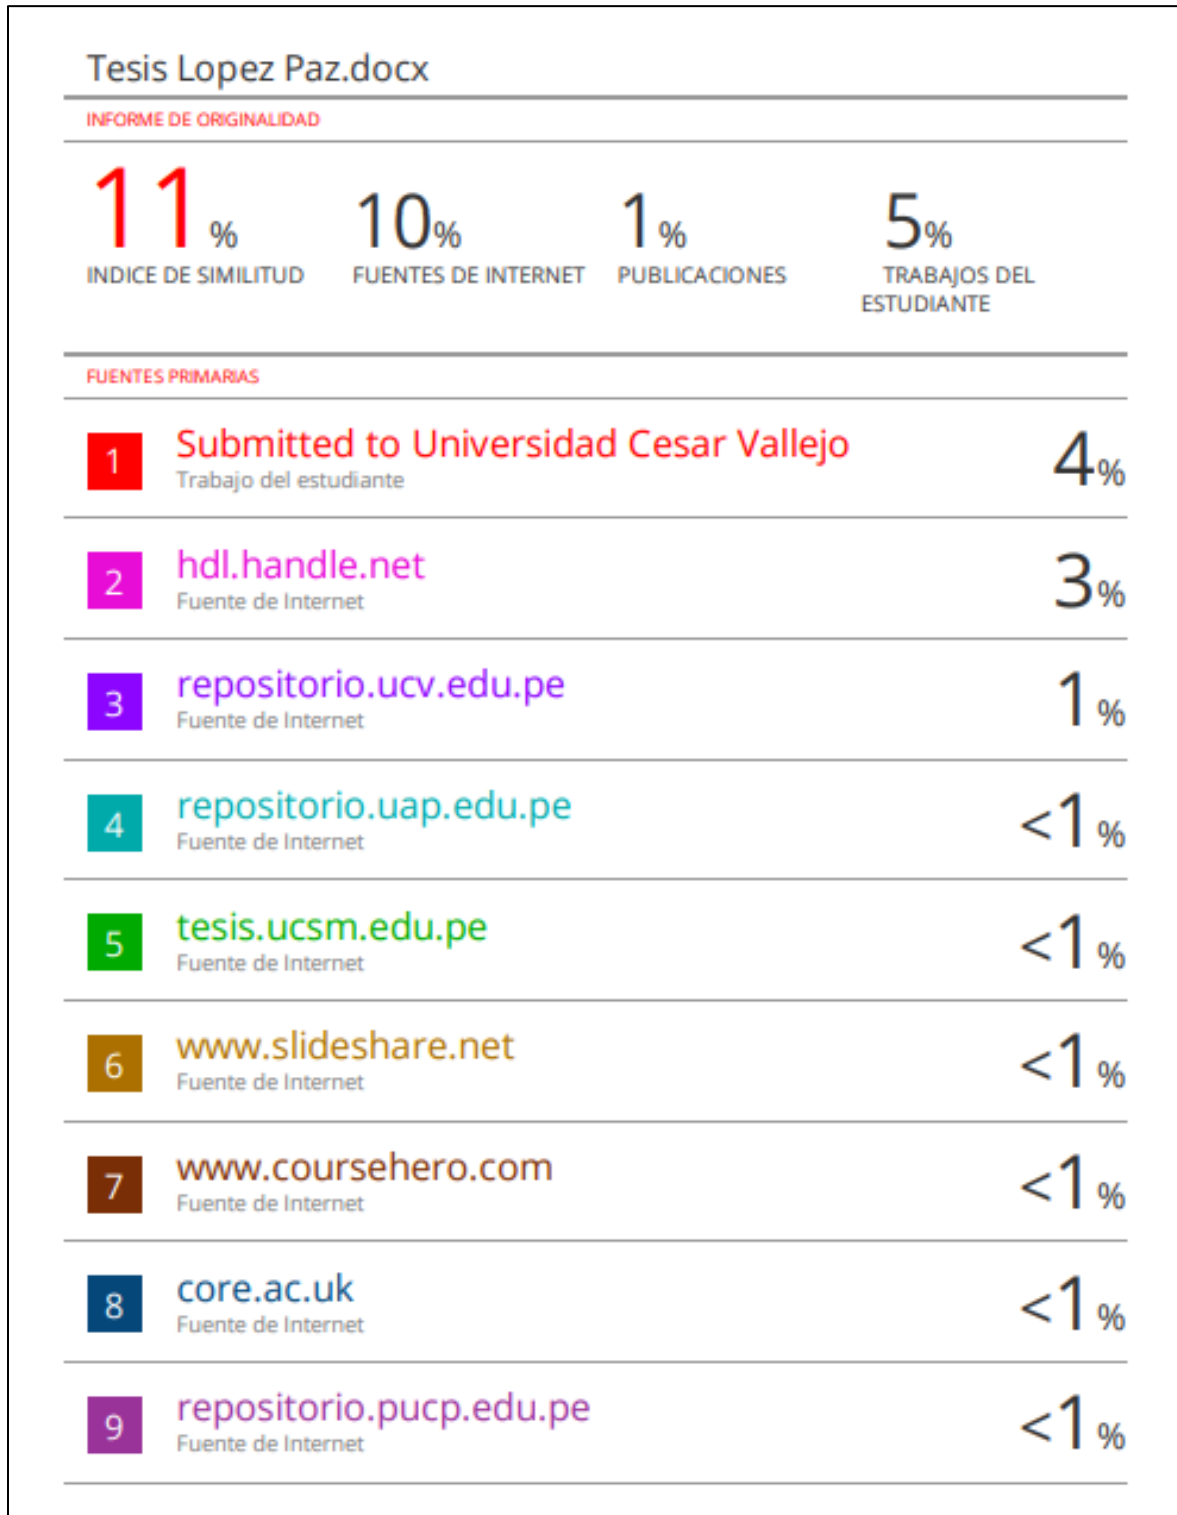 Tesis Lopez Paz.docx
INFORME DE ORIGINALIDAD
11% 10% 1% 5%
INDICE DE SIMILITUD FUENTES DE INTERNET PUBLICACIONES TRABAJOS DEL
ESTUDIANTE
FUENTES PRIMARIAS
1 Submitted to Universidad Cesar Vallejo 4%
Trabajo del estudiante
2 hdl.handle.net 3%
Fuente de Internet
3 repositorio.ucv.edu.pe 1%
Fuente de Internet
4 repositorio.uap.edu.pe <1%
Fuente de Internet
5 tesis.ucsm.edu.pe <1%
Fuente de Internet
6 www.slideshare.net <1%
Fuente de Internet
7 www.coursehero.com <1%
Fuente de Internet
8 core.ac.uk <1%
Fuente de Internet
9 repositorio.pucp.edu.pe <1%
Fuente de Internet